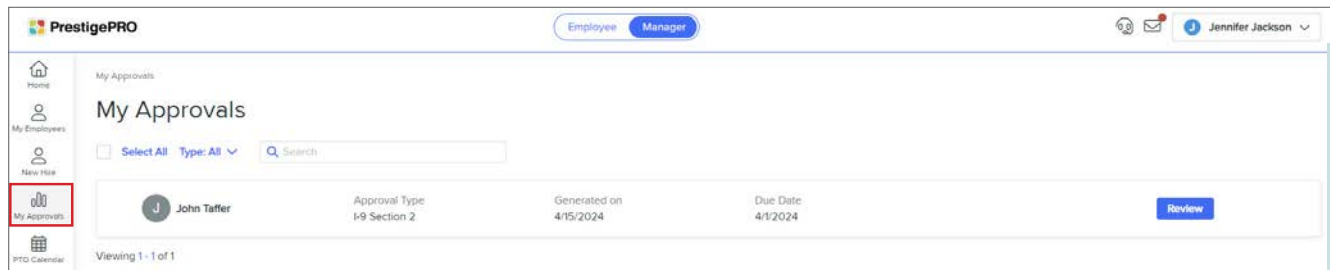 PrestigePRO
Employee Manager
J Jennifer Jackson
Home
My Employees
New Hire
My Approvals
PTO Calendar
My Approvals
My Approvals
Select All Type: All Search
J John Taffer
Approval Type
I-9 Section 2
Generated on
4/15/2024
Due Date
4/1/2024
Review
Viewing 1 - 1 of 1